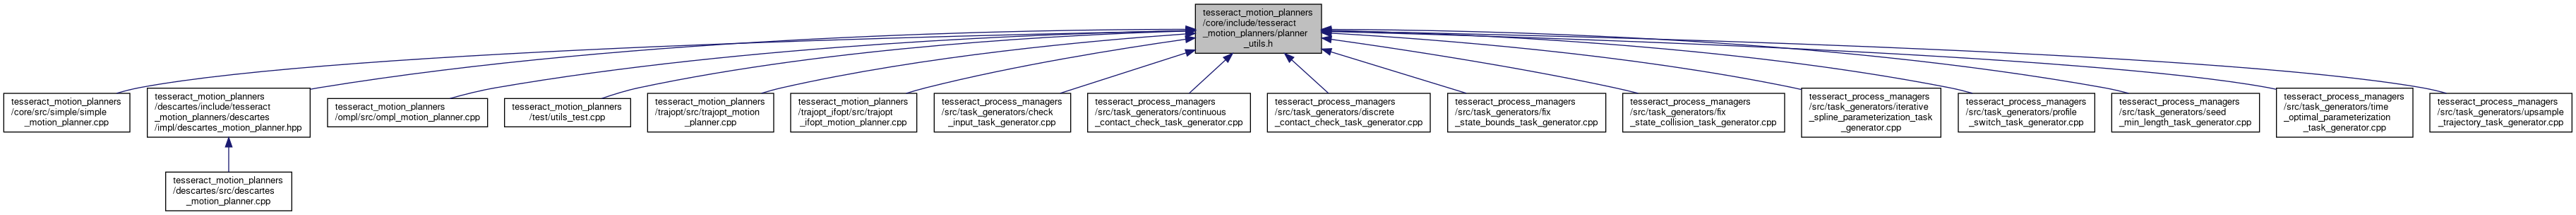 tesseract_motion_planners
/core/include/tesseract
_motion_planners/planner
_utils.h
tesseract_motion_planners
/core/src/simple/simple
_motion_planner.cpp
tesseract_motion_planners
/descartes/include/tesseract
_motion_planners/descartes
/impl/descartes_motion_planner.hpp
tesseract_motion_planners
/ompl/src/ompl_motion_planner.cpp
tesseract_motion_planners
/test/utils_test.cpp
tesseract_motion_planners
/trajopt/src/trajopt_motion
_planner.cpp
tesseract_motion_planners
/trajopt_ifopt/src/trajopt
_ifopt_motion_planner.cpp
tesseract_process_managers
/src/task_generators/check
_input_task_generator.cpp
tesseract_process_managers
/src/task_generators/continuous
_contact_check_task_generator.cpp
tesseract_process_managers
/src/task_generators/discrete
_contact_check_task_generator.cpp
tesseract_process_managers
/src/task_generators/fix
_state_bounds_task_generator.cpp
tesseract_process_managers
/src/task_generators/fix
_state_collision_task_generator.cpp
tesseract_process_managers
/src/task_generators/iterative
_spline_parameterization_task
_generator.cpp
tesseract_process_managers
/src/task_generators/profile
_switch_task_generator.cpp
tesseract_process_managers
/src/task_generators/seed
_min_length_task_generator.cpp
tesseract_process_managers
/src/task_generators/time
_optimal_parameterization
_task_generator.cpp
tesseract_process_managers
/src/task_generators/upsample
_trajectory_task_generator.cpp
tesseract_motion_planners
/descartes/src/descartes
_motion_planner.cpp